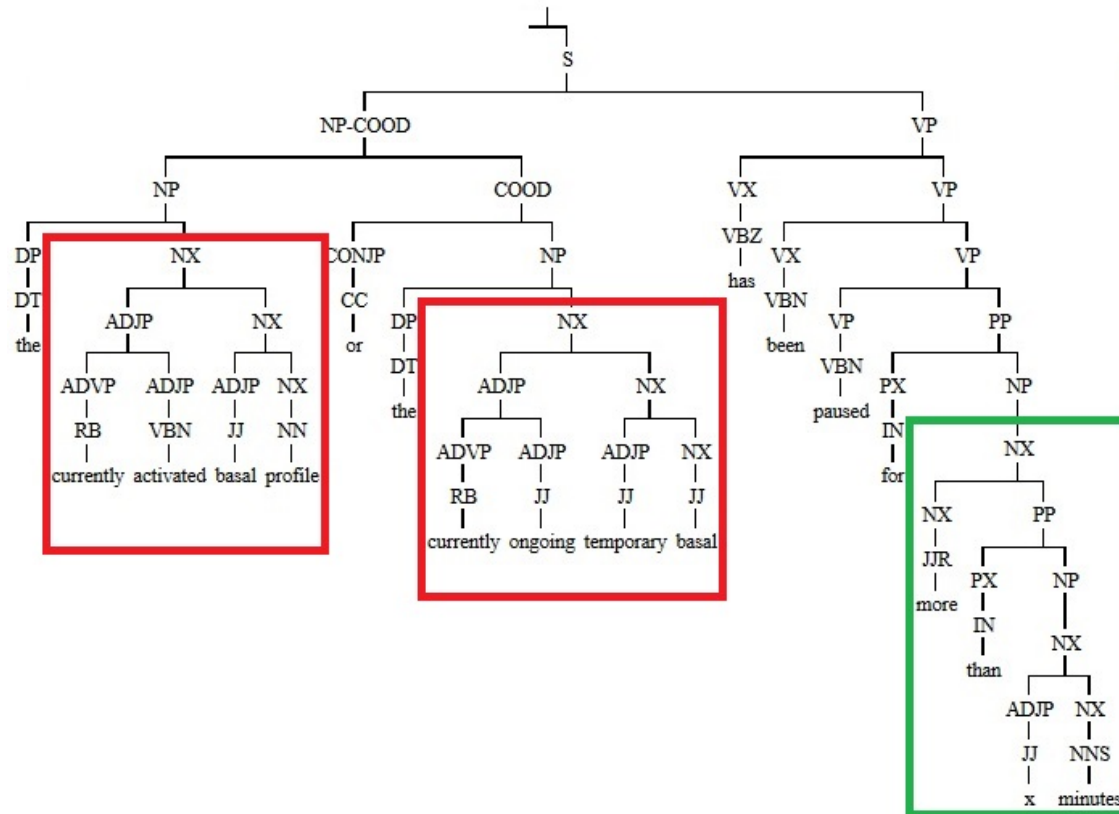 S
NP-COOD VP
NP COOD VX VP
DP NX CONJP NP VBZ VX VP
DT ADJP NX CC DP NX has VBN VP PP
the ADVP ADJP ADJP NX or DT ADJP NX been VBN PX NP
RB VBN JJ NN the ADVP ADJP ADJP NX paused IN NX
currently activated basal profile RB JJ JJ JJ for NX PP
currently ongoing temporary basal JJR PX NP
more IN NX
than ADJP NX
JJ NNS
x minutes